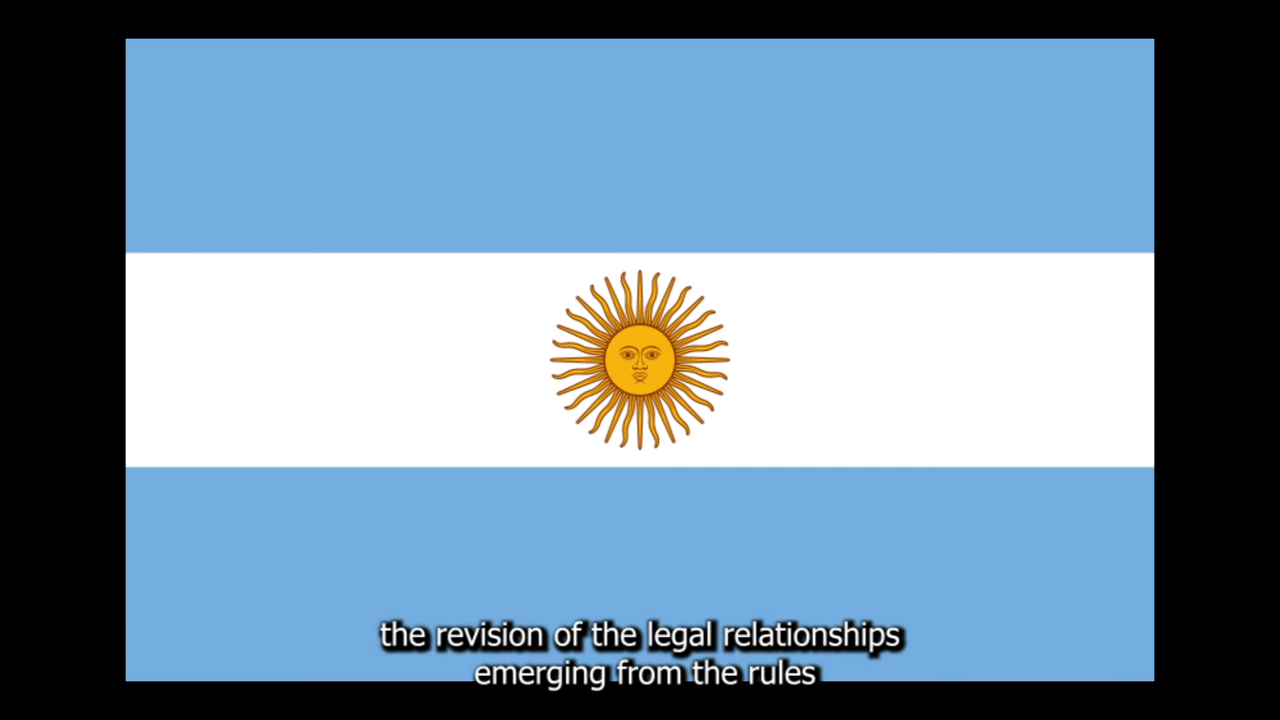 the revision of the legal relationships
emerging from the rules